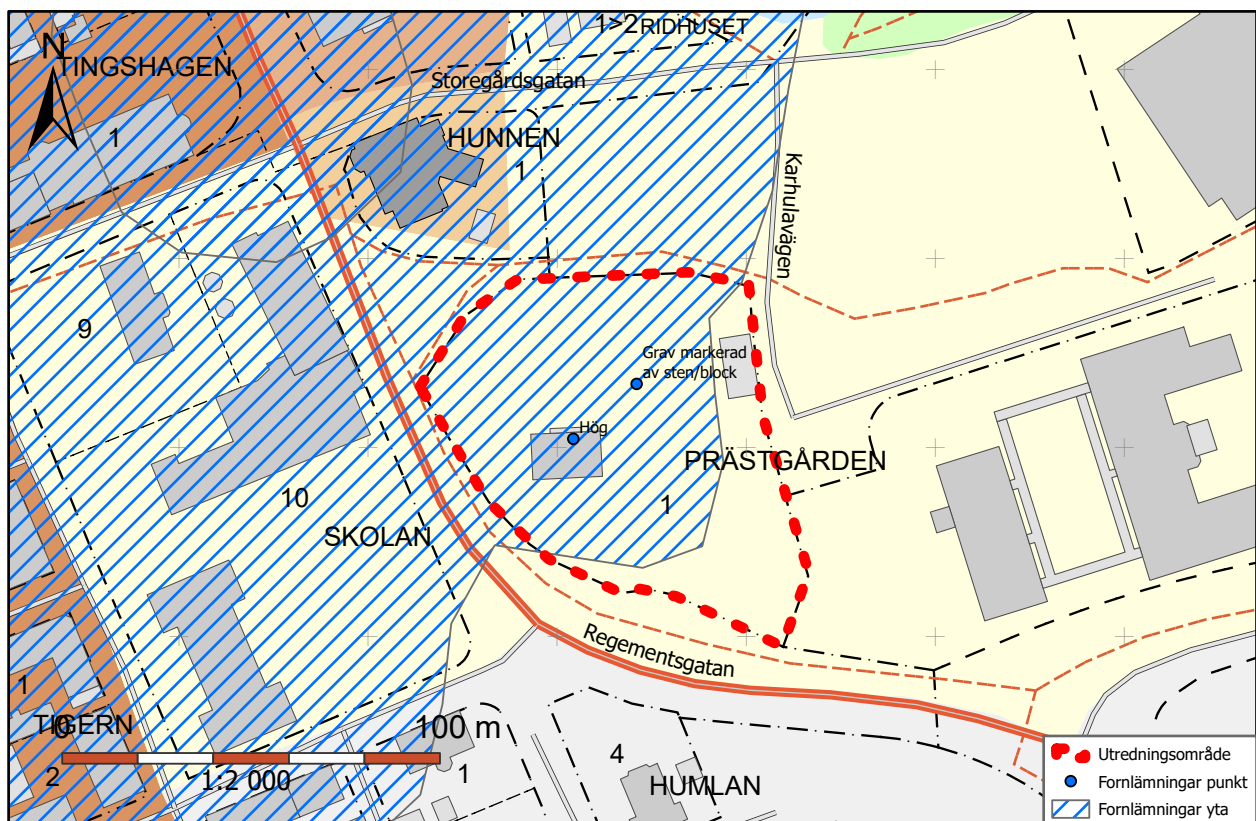 1>2 RIDHUSET
N
TINGSHAGEN
Storegårdsgatan
1
HUNNEN
1
Karhulavägen
9
Grav markerad
av sten/block
Hög
PRÄSTGÅRDEN
10
1
SKOLAN
Regementsgatan
1
TIGERN
0
100 m
4
1:2 000
2
1
HUMLAN
Utredningsområde
Fornlämningar punkt
Fornlämningar yta